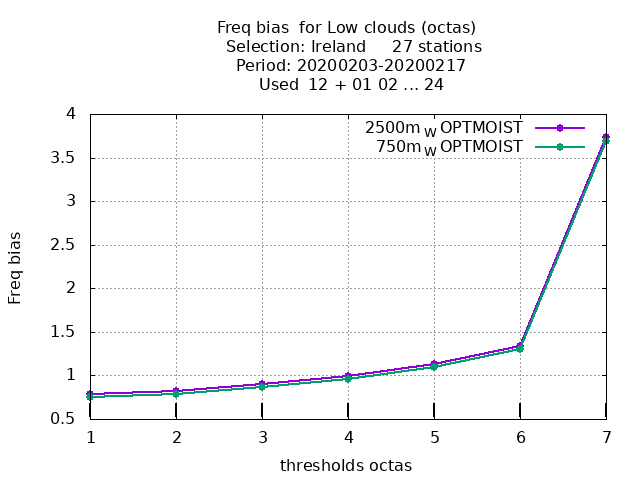 Freq bias  for Low clouds (octas)
Selection: Ireland     27 stations
Period: 20200203-20200217
Used  12 + 01 02 ... 24
2500m W OPTMOIST
750m W OPTMOIST
4
3.5
3
2.5
2
1.5
1
0.5
Freq bias
1 2 3 4 5 6 7
thresholds octas